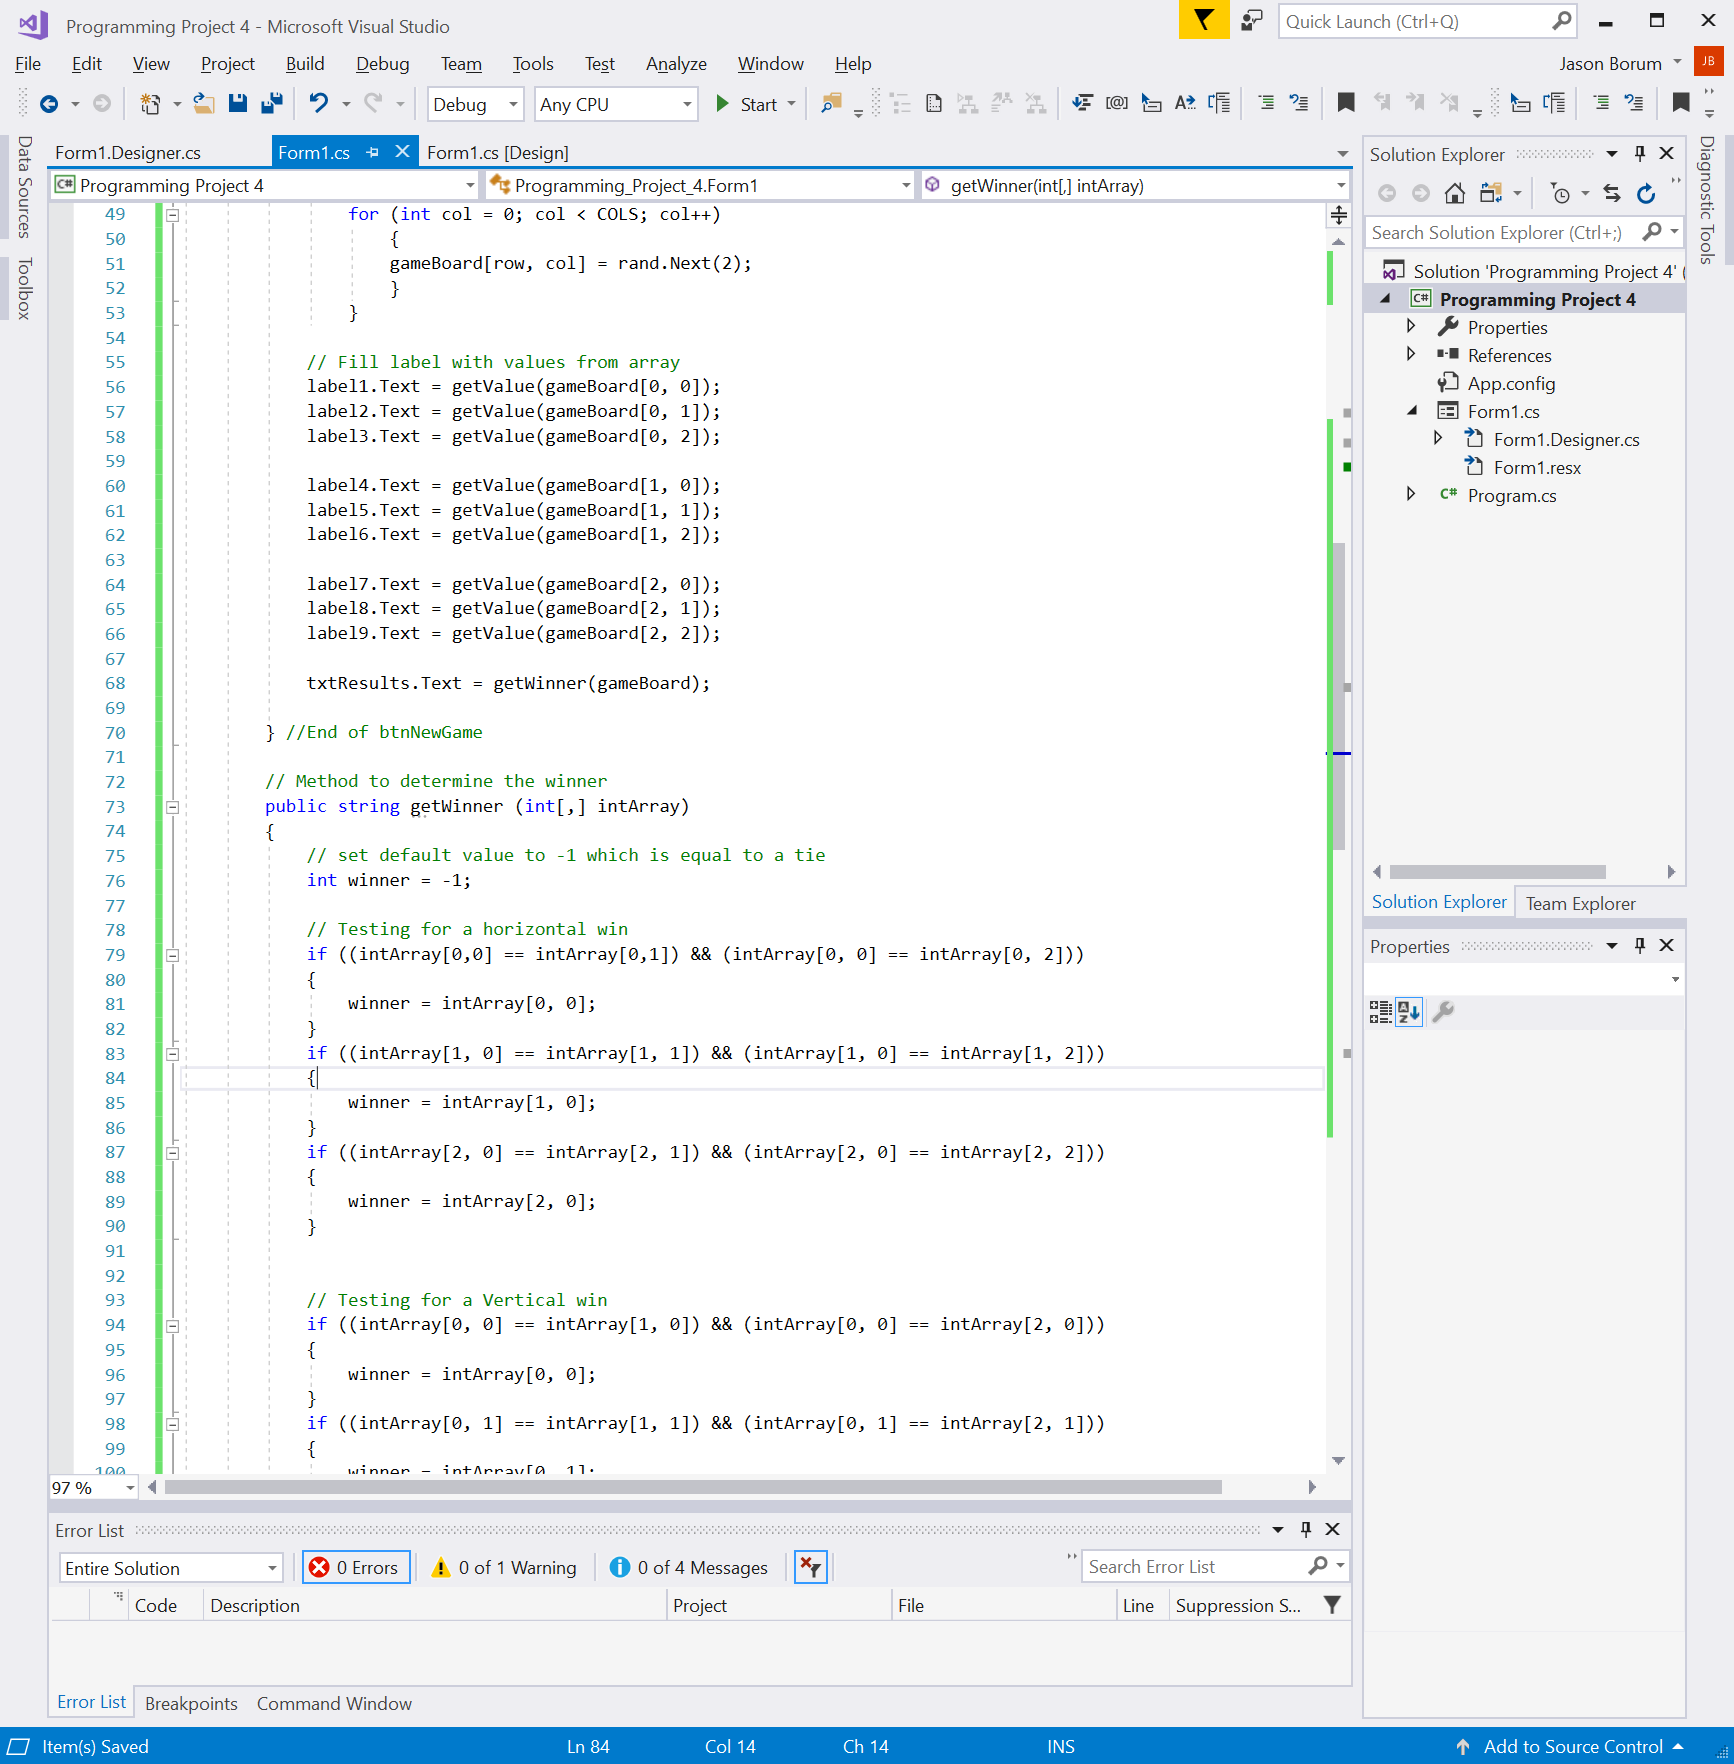 Programming Project 4 - Microsoft Visual Studio
Quick Launch (Ctrl+Q)
File Edit View Project Build Debug Team Tools Test Analyze Window Help
Jason Borum JB
Debug Any CPU Start
Data Sources
Toolbox
Form1.Designer.cs Form1.cs Form1.cs [Design]
C# Programming Project 4 Programming_Project_4.Form1 getWinner(int[,] intArray)
49 for (int col = 0; col < COLS; col++)
50 {
51 gameBoard[row, col] = rand.Next(2);
52 }
53 }
54
55 // Fill label with values from array
56 label1.Text = getValue(gameBoard[0, 0]);
57 label2.Text = getValue(gameBoard[0, 1]);
58 label3.Text = getValue(gameBoard[0, 2]);
59
60 label4.Text = getValue(gameBoard[1, 0]);
61 label5.Text = getValue(gameBoard[1, 1]);
62 label6.Text = getValue(gameBoard[1, 2]);
63
64 label7.Text = getValue(gameBoard[2, 0]);
65 label8.Text = getValue(gameBoard[2, 1]);
66 label9.Text = getValue(gameBoard[2, 2]);
67
68 txtResults.Text = getWinner(gameBoard);
69
70 } //End of btnNewGame
71
72 // Method to determine the winner
73 public string getWinner (int[,] intArray)
74 {
75 // set default value to -1 which is equal to a tie
76 int winner = -1;
77
78 // Testing for a horizontal win
79 if ((intArray[0,0] == intArray[0,1]) && (intArray[0, 0] == intArray[0, 2]))
80 {
81 winner = intArray[0, 0];
82 }
83 if ((intArray[1, 0] == intArray[1, 1]) && (intArray[1, 0] == intArray[1, 2]))
84 {
85 winner = intArray[1, 0];
86 }
87 if ((intArray[2, 0] == intArray[2, 1]) && (intArray[2, 0] == intArray[2, 2]))
88 {
89 winner = intArray[2, 0];
90 }
91
92
93 // Testing for a Vertical win
94 if ((intArray[0, 0] == intArray[1, 0]) && (intArray[0, 0] == intArray[2, 0]))
95 {
96 winner = intArray[0, 0];
97 }
98 if ((intArray[0, 1] == intArray[1, 1]) && (intArray[0, 1] == intArray[2, 1]))
99 {
100 winner = intArray[0, 1];
97 %
Solution Explorer
Search Solution Explorer (Ctrl+;)
Solution 'Programming Project 4' (
C# Programming Project 4
Properties
References
App.config
Form1.cs
Form1.Designer.cs
Form1.resx
C# Program.cs
Solution Explorer Team Explorer
Properties
Diagnostic Tools
Error List
Entire Solution 0 Errors 0 of 1 Warning 0 of 4 Messages Search Error List
Code Description Project File Line Suppression S...
Error List Breakpoints Command Window
Item(s) Saved Ln 84 Col 14 Ch 14 INS Add to Source Control